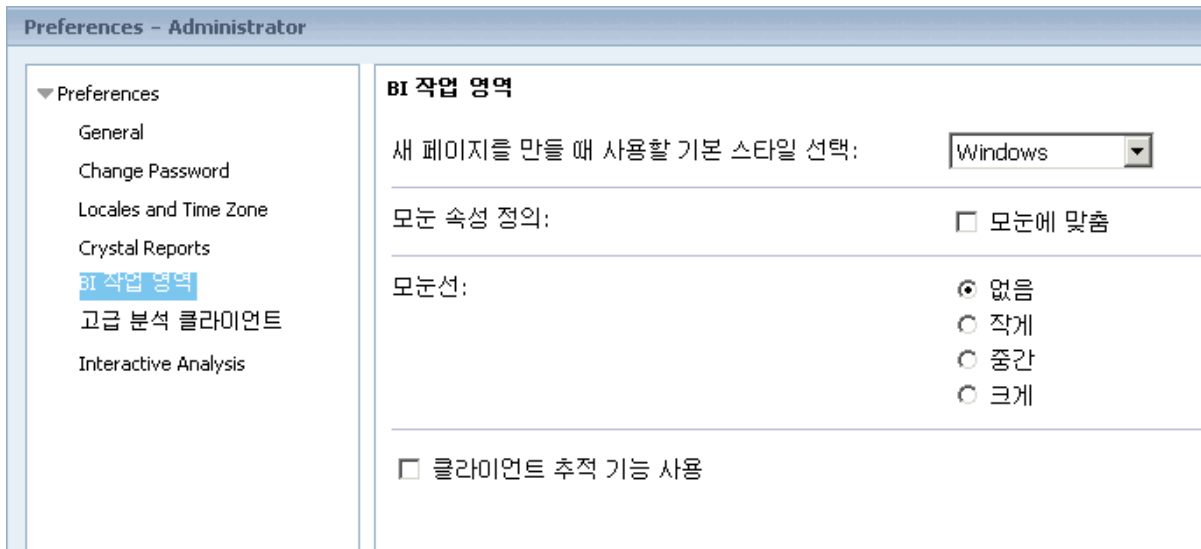 Preferences – Administrator
Preferences
General
Change Password
Locales and Time Zone
Crystal Reports
BI 작업 영역
고급 분석 클라이언트
Interactive Analysis
BI 작업 영역
새 페이지를 만들 때 사용할 기본 스타일 선택: Windows
모눈 속성 정의: 모눈에 맞춤
모눈선: 없음
작게
중간
크게
클라이언트 추적 기능 사용